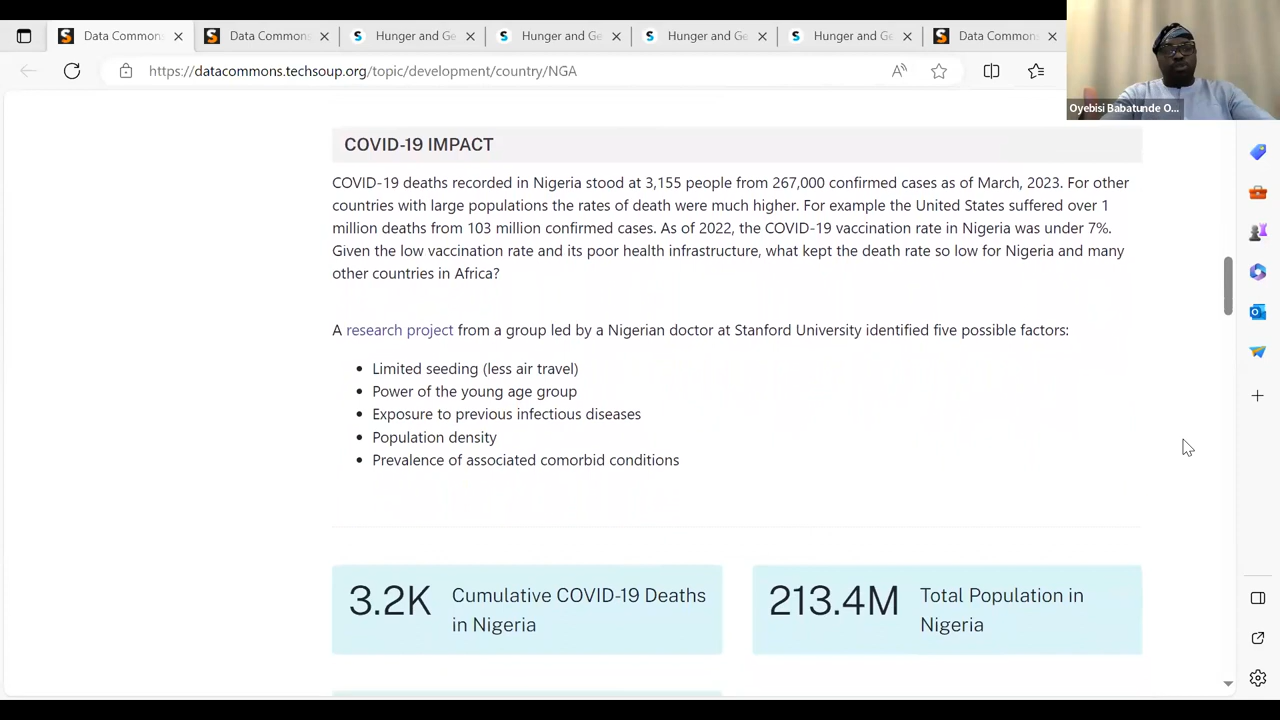 Data Commons
Data Commons
Hunger and Ge
Hunger and Ge
Hunger and Ge
Hunger and Ge
Data Commons
https://datacommons.techsoup.org/topic/development/country/NGA
Oyebisi Babatunde O...
COVID-19 IMPACT
COVID-19 deaths recorded in Nigeria stood at 3,155 people from 267,000 confirmed cases as of March, 2023. For other
countries with large populations the rates of death were much higher. For example the United States suffered over 1
million deaths from 103 million confirmed cases. As of 2022, the COVID-19 vaccination rate in Nigeria was under 7%.
Given the low vaccination rate and its poor health infrastructure, what kept the death rate so low for Nigeria and many
other countries in Africa?
A research project from a group led by a Nigerian doctor at Stanford University identified five possible factors:
• Limited seeding (less air travel)
• Power of the young age group
• Exposure to previous infectious diseases
• Population density
• Prevalence of associated comorbid conditions
3.2K Cumulative COVID-19 Deaths
in Nigeria
213.4M Total Population in
Nigeria